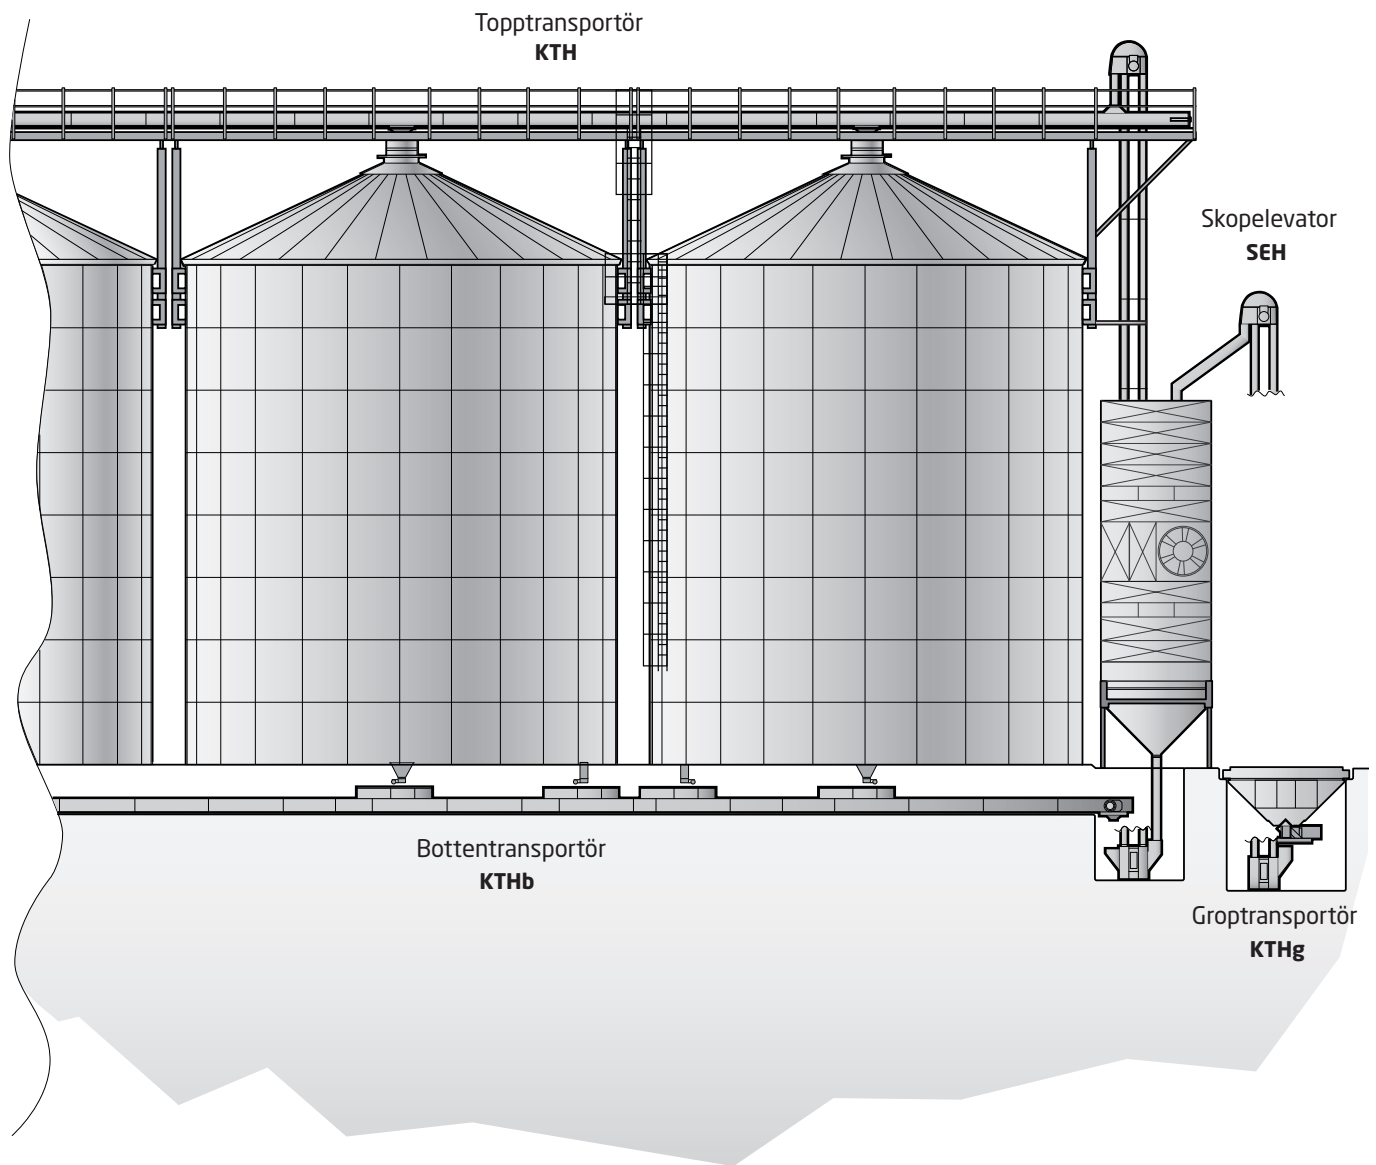 Topptransportör
KTH
Skopelevator
SEH
Bottentransportör
KTHb
Groptransportör
KTHg